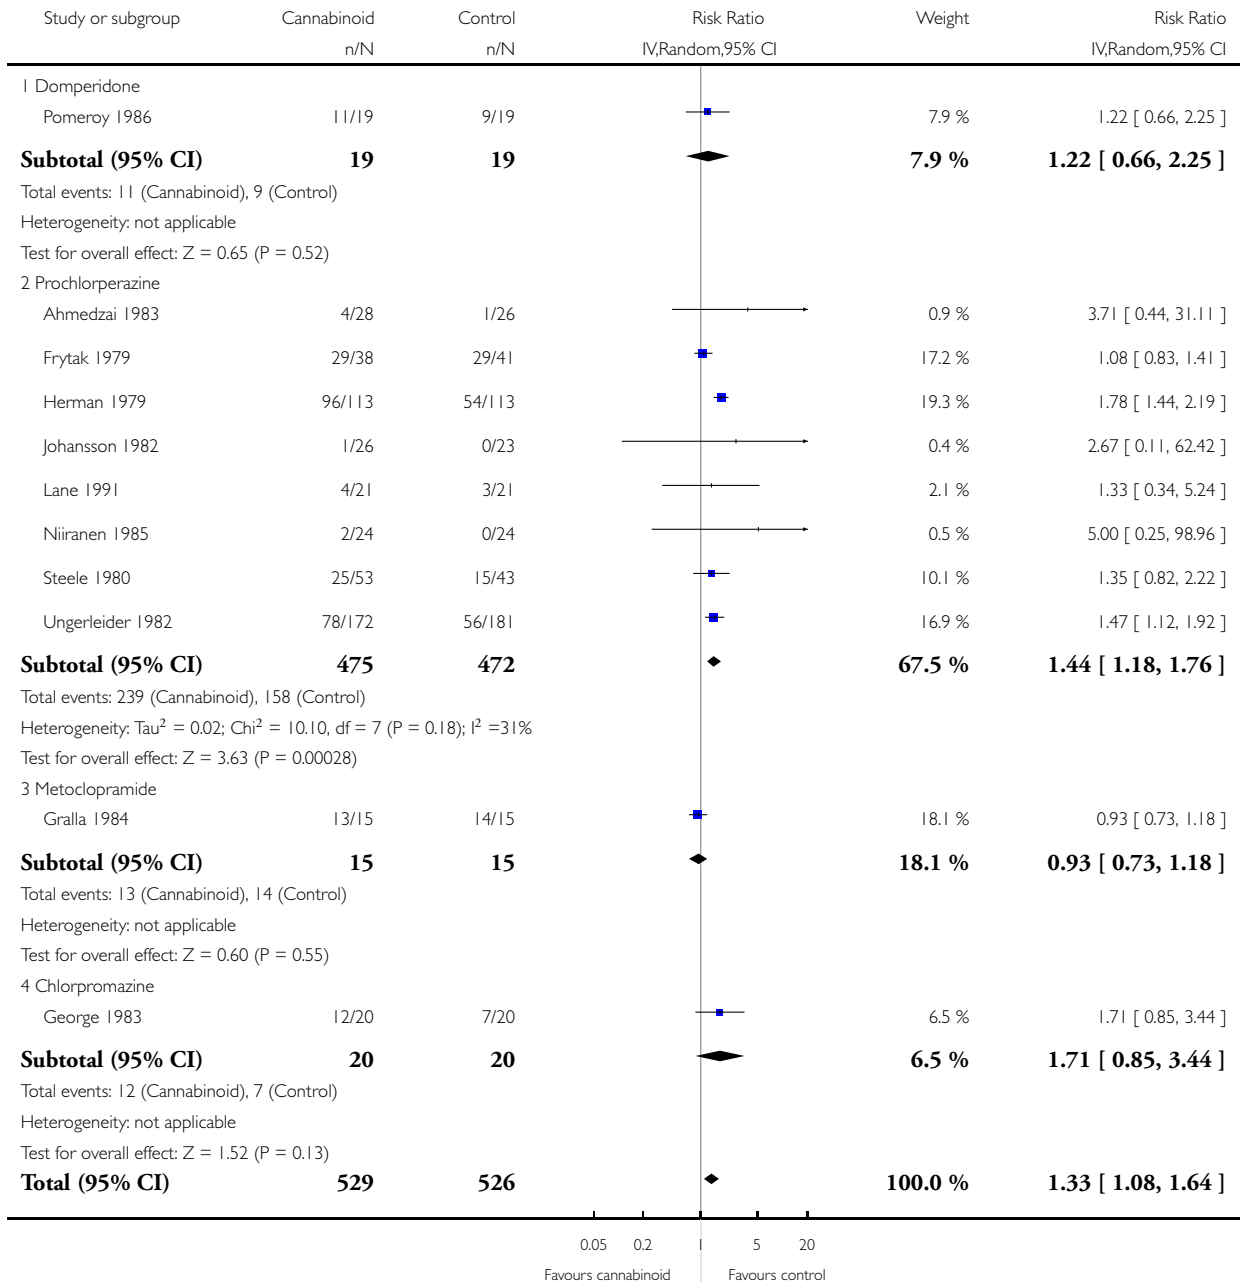 Study or subgroup Cannabinoid Control Risk Ratio Weight Risk Ratio
n/N n/N IV,Random,95% CI IV,Random,95% CI
1 Domperidone
Pomeroy 1986 11/19 9/19 7.9 % 1.22 [ 0.66, 2.25 ]
Subtotal (95% CI) 19 19 7.9 % 1.22 [ 0.66, 2.25 ]
Total events: 11 (Cannabinoid), 9 (Control)
Heterogeneity: not applicable
Test for overall effect: Z = 0.65 (P = 0.52)
2 Prochlorperazine
Ahmedzai 1983 4/28 1/26 0.9 % 3.71 [ 0.44, 31.11 ]
Frytak 1979 29/38 29/41 17.2 % 1.08 [ 0.83, 1.41 ]
Herman 1979 96/113 54/113 19.3 % 1.78 [ 1.44, 2.19 ]
Johansson 1982 1/26 0/23 0.4 % 2.67 [ 0.11, 62.42 ]
Lane 1991 4/21 3/21 2.1 % 1.33 [ 0.34, 5.24 ]
Niiranen 1985 2/24 0/24 0.5 % 5.00 [ 0.25, 98.96 ]
Steele 1980 25/53 15/43 10.1 % 1.35 [ 0.82, 2.22 ]
Ungerleider 1982 78/172 56/181 16.9 % 1.47 [ 1.12, 1.92 ]
Subtotal (95% CI) 475 472 67.5 % 1.44 [ 1.18, 1.76 ]
Total events: 239 (Cannabinoid), 158 (Control)
Heterogeneity: Tau² = 0.02; Chi² = 10.10, df = 7 (P = 0.18); I² =31%
Test for overall effect: Z = 3.63 (P = 0.00028)
3 Metoclopramide
Gralla 1984 13/15 14/15 18.1 % 0.93 [ 0.73, 1.18 ]
Subtotal (95% CI) 15 15 18.1 % 0.93 [ 0.73, 1.18 ]
Total events: 13 (Cannabinoid), 14 (Control)
Heterogeneity: not applicable
Test for overall effect: Z = 0.60 (P = 0.55)
4 Chlorpromazine
George 1983 12/20 7/20 6.5 % 1.71 [ 0.85, 3.44 ]
Subtotal (95% CI) 20 20 6.5 % 1.71 [ 0.85, 3.44 ]
Total events: 12 (Cannabinoid), 7 (Control)
Heterogeneity: not applicable
Test for overall effect: Z = 1.52 (P = 0.13)
Total (95% CI) 529 526 100.0 % 1.33 [ 1.08, 1.64 ]
0.05 0.2 1 5 20
Favours cannabinoid Favours control